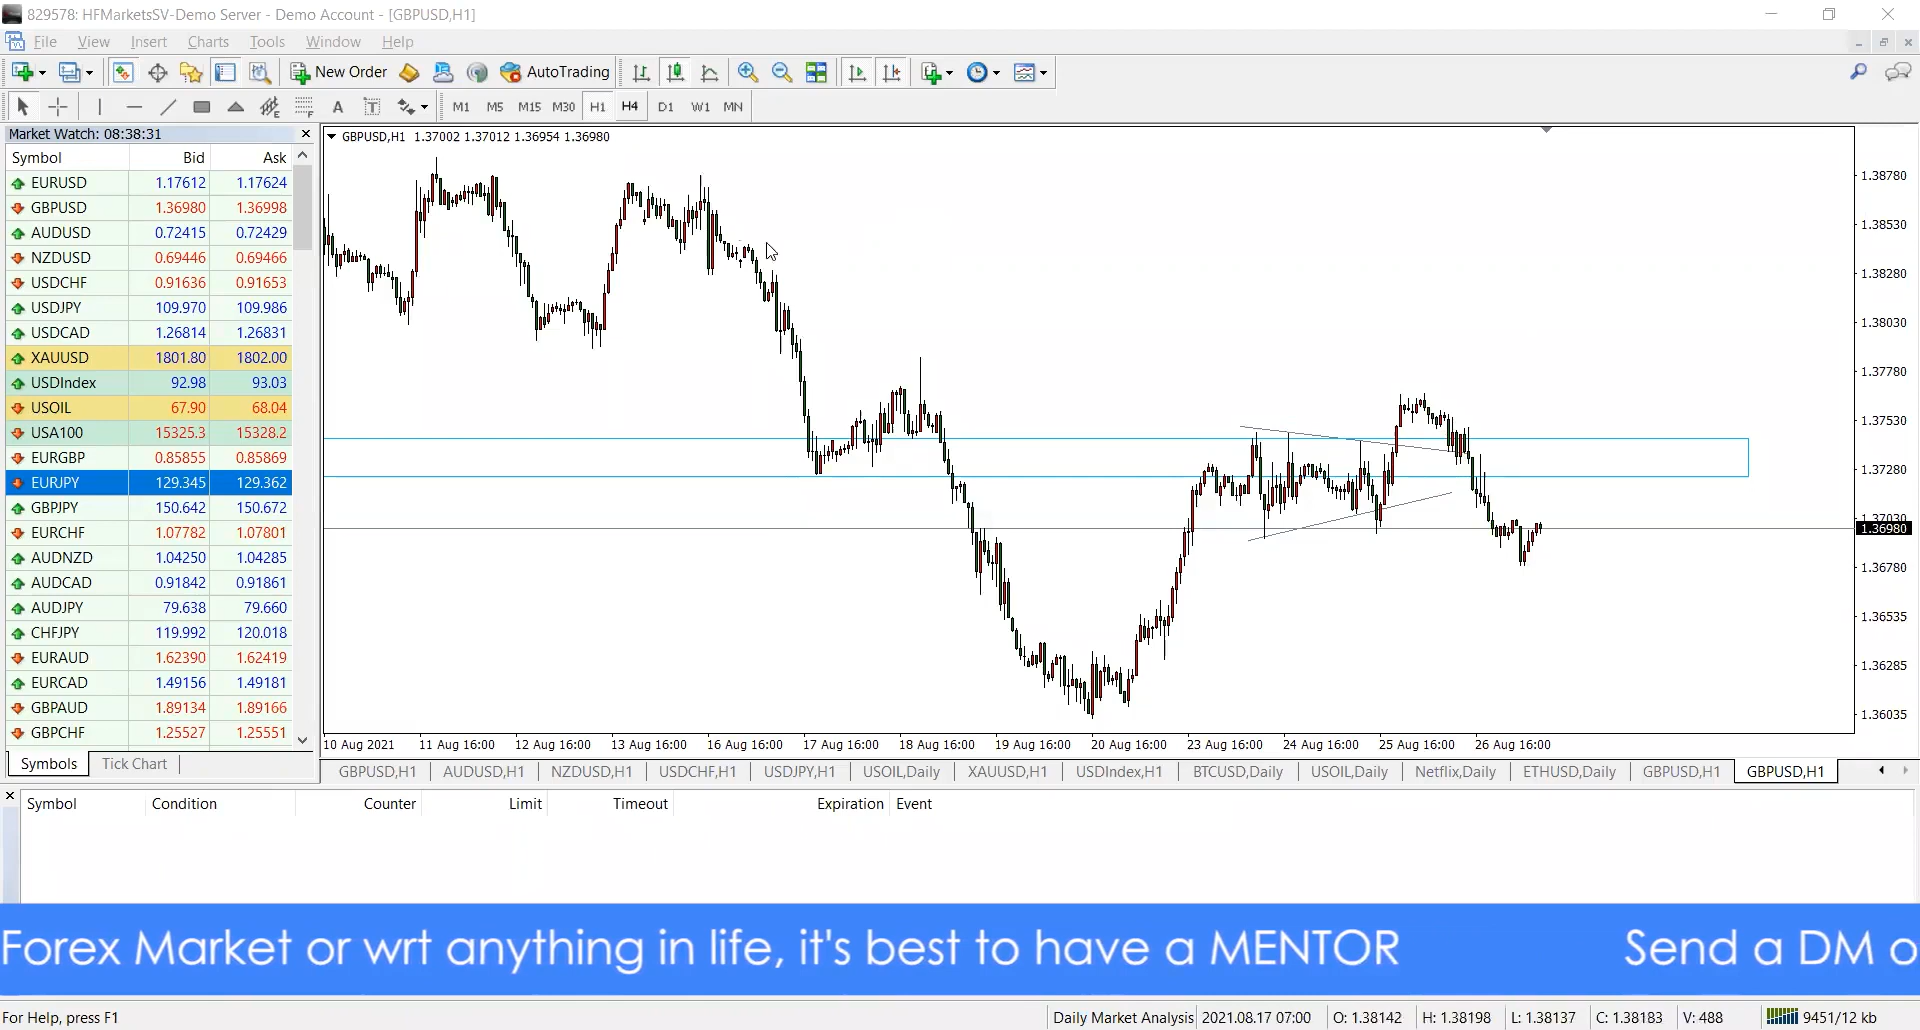 829578: HFMarketsSV-Demo Server - Demo Account - [GBPUSD,H1]
File View Insert Charts Tools Window Help
New Order AutoTrading
A T M1 M5 M15 M30 H1 H4 D1 W1 MN
Market Watch: 08:38:31
Symbol Bid Ask
EURUSD 1.17612 1.17624
GBPUSD 1.36980 1.36998
AUDUSD 0.72415 0.72429
NZDUSD 0.69446 0.69466
USDCHF 0.91636 0.91653
USDJPY 109.970 109.986
USDCAD 1.26814 1.26831
XAUUSD 1801.80 1802.00
USDIndex 92.98 93.03
USOIL 67.90 68.04
USA100 15325.3 15328.2
EURGBP 0.85855 0.85869
EURJPY 129.345 129.362
GBPJPY 150.642 150.672
EURCHF 1.07782 1.07801
AUDNZD 1.04250 1.04285
AUDCAD 0.91842 0.91861
AUDJPY 79.638 79.660
CHFJPY 119.992 120.018
EURAUD 1.62390 1.62419
EURCAD 1.49156 1.49181
GBPAUD 1.89134 1.89166
GBPCHF 1.25527 1.25551
Symbols Tick Chart
GBPUSD,H1 1.37002 1.37012 1.36954 1.36980
1.38780
1.38530
1.38280
1.38030
1.37780
1.37530
1.37280
1.37030
1.36980
1.36780
1.36535
1.36285
1.36035
10 Aug 2021 11 Aug 16:00 12 Aug 16:00 13 Aug 16:00 16 Aug 16:00 17 Aug 16:00 18 Aug 16:00 19 Aug 16:00 20 Aug 16:00 23 Aug 16:00 24 Aug 16:00 25 Aug 16:00 26 Aug 16:00
GBPUSD,H1 AUDUSD,H1 NZDUSD,H1 USDCHF,H1 USDJPY,H1 USOIL,Daily XAUUSD,H1 USDIndex,H1 BTCUSD,Daily USOIL,Daily Netflix,Daily ETHUSD,Daily GBPUSD,H1 GBPUSD,H1
Symbol Condition Counter Limit Timeout Expiration Event
Forex Market or wrt anything in life, it's best to have a MENTOR Send a DM o
For Help, press F1 Daily Market Analysis 2021.08.17 07:00 O: 1.38142 H: 1.38198 L: 1.38137 C: 1.38183 V: 488 9451/12 kb